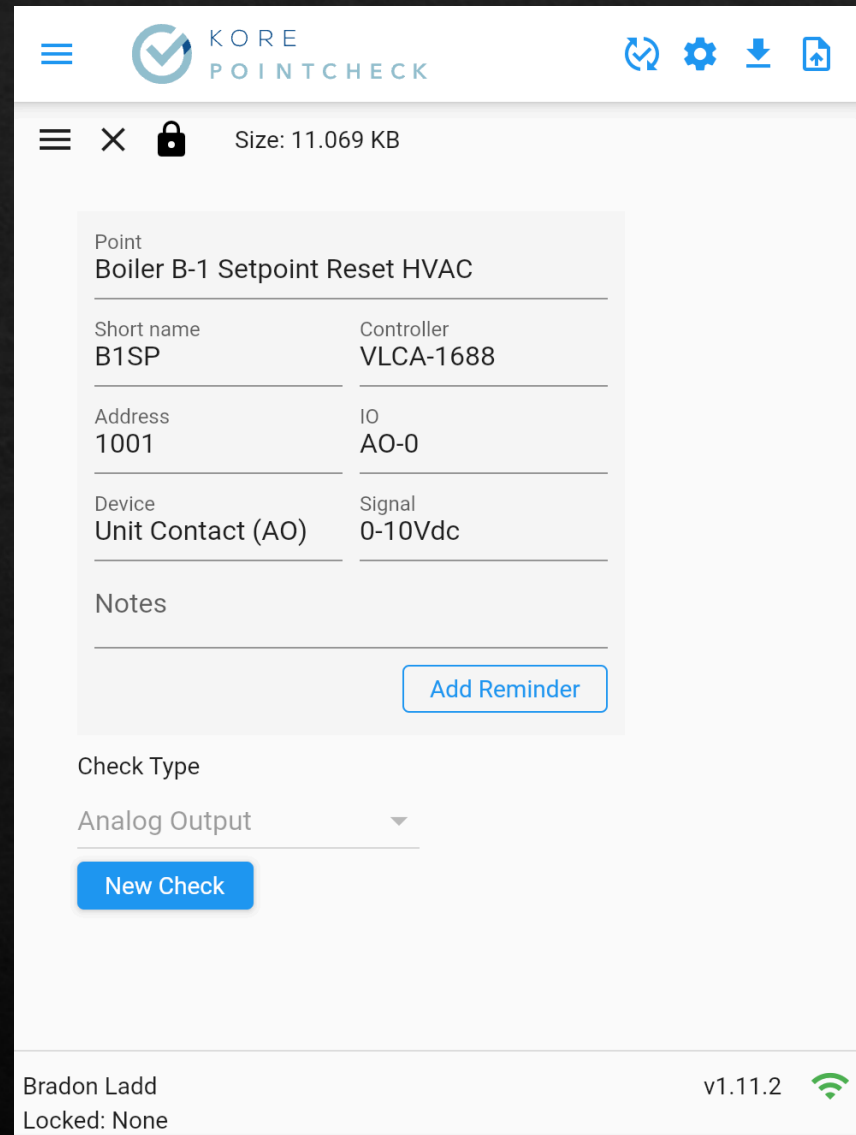 KORE
POINTCHECK
Size: 11.069 KB
Point
Boiler B-1 Setpoint Reset HVAC
Short name Controller
B1SP VLCA-1688
Address IO
1001 AO-0
Device Signal
Unit Contact (AO) 0-10Vdc
Notes
Add Reminder
Check Type
Analog Output
New Check
Bradon Ladd v1.11.2
Locked: None